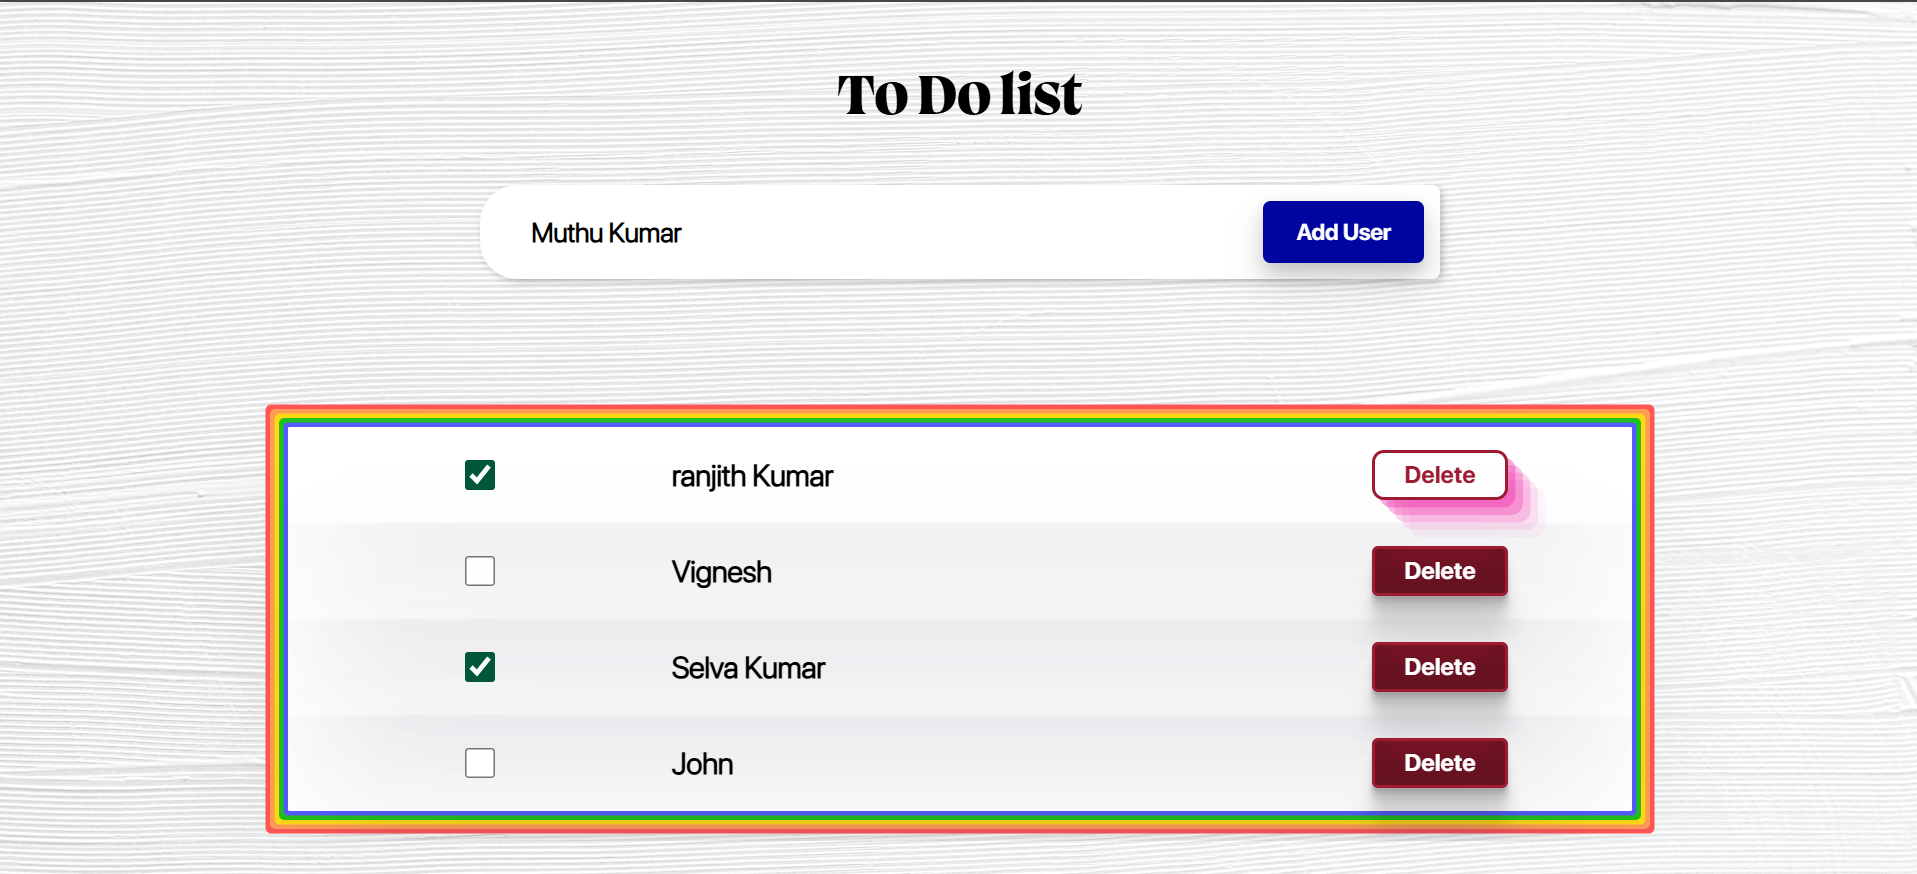 To Do list
Muthu Kumar
Add User
ranjith Kumar
Delete
Vignesh
Delete
Selva Kumar
Delete
John
Delete